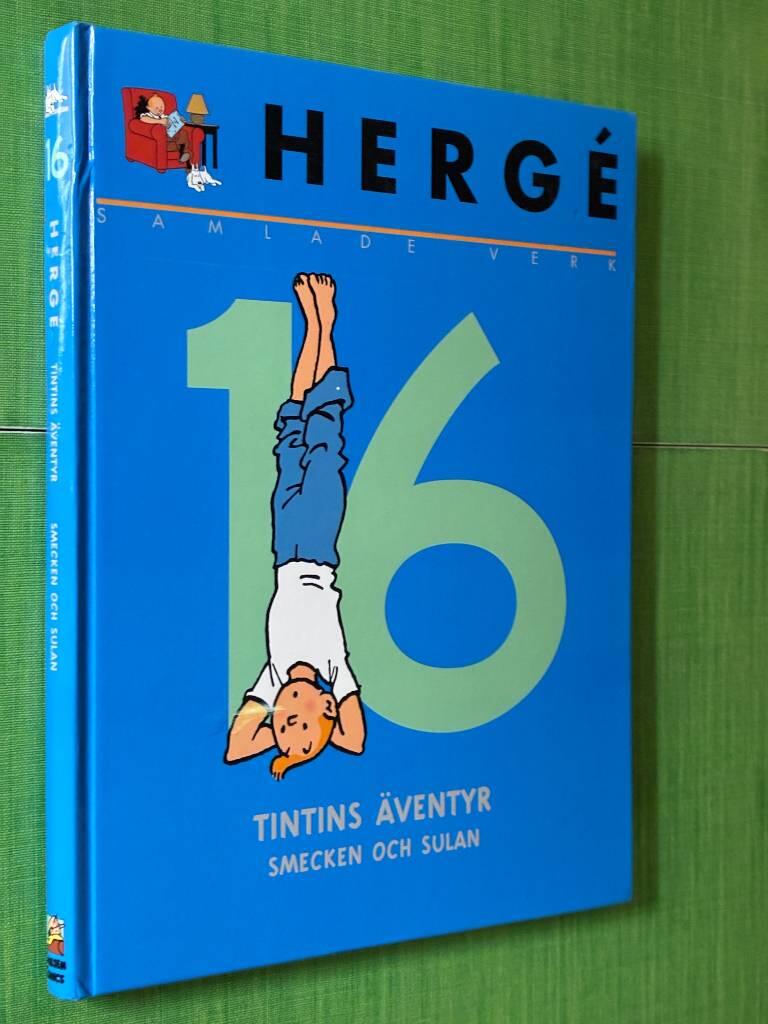 HERGÉ
SAMLADE VERK
16
TINTINS ÄVENTYR
SMECKEN OCH SULAN
16 HERGÉ TINTINS ÄVENTYR SMECKEN OCH SULAN